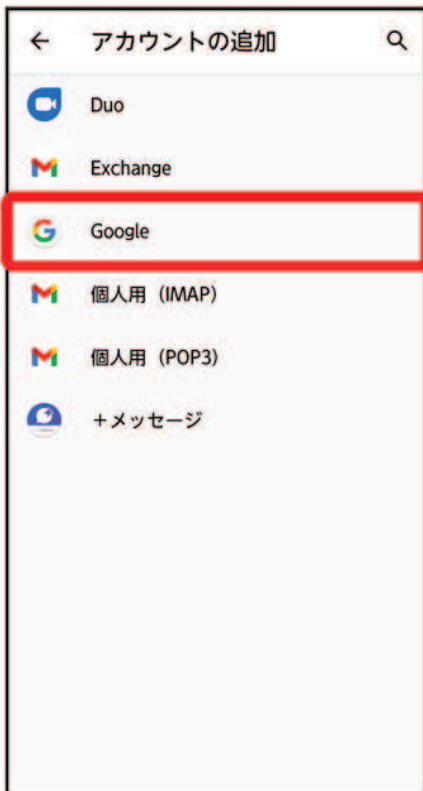 アカウントの追加
Duo
Exchange
Google
個人用（IMAP）
個人用（POP3）
＋メッセージ